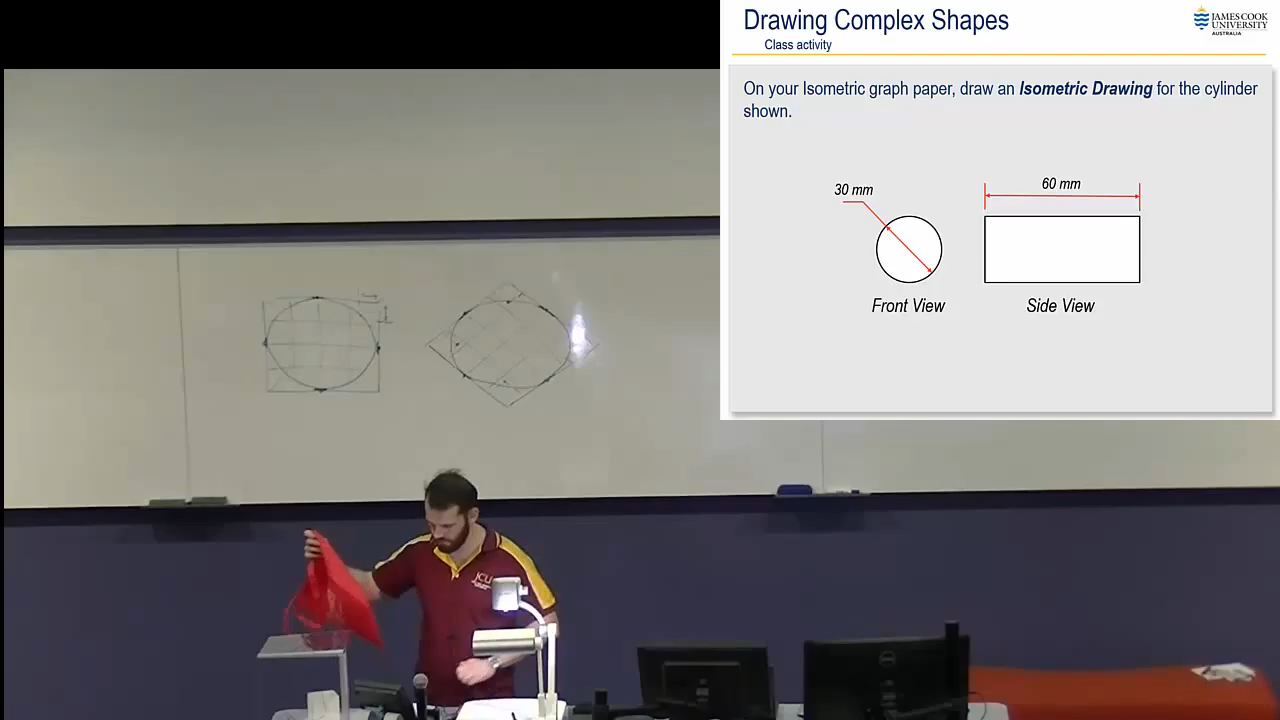 Drawing Complex Shapes
Class activity
JAMES COOK
UNIVERSITY
AUSTRALIA
On your Isometric graph paper, draw an Isometric Drawing for the cylinder
shown.
30 mm
60 mm
Front View
Side View
JCU